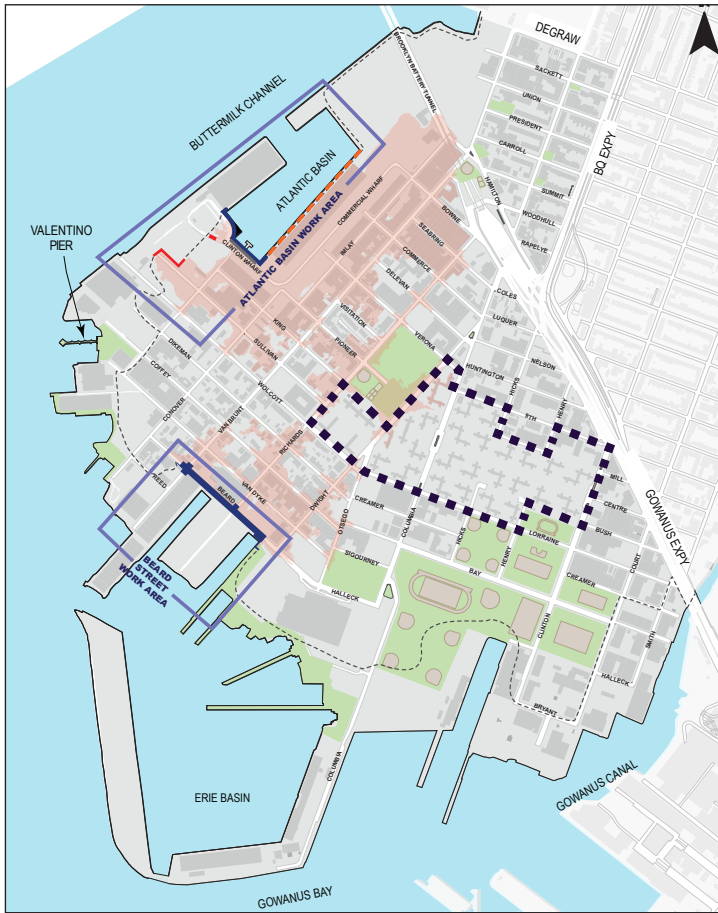 DEGRAW
BROOKLYN BATTERY TUNNEL
SACKETT
UNION
PRESIDENT
CARROLL
BQ EXPY
SUMMIT
WOODHULL
RAPELYE
HAMILTON
BUTTERMILK CHANNEL
ATLANTIC BASIN
COMMERCIAL WHARF
BOWNE
SEABRING
COMMERCE
IMLAY
DELEVAN
VALENTINO
PIER
CLINTON WHARF
ATLANTIC BASIN WORK AREA
COLES
LUQUER
NELSON
VISITATION
VERONA
HUNTINGTON
HICKS
HENRY
9TH
KING
SULLIVAN
PIONEER
DIKEMAN
COFFEY
WOLCOTT
CONOVER
VAN BRUNT
RICHARDS
MILL
GOWANUS EXPY
CENTRE
REED
BEARD
VAN DYKE
DWIGHT
OTSEGO
CREAMER
COLUMBIA
HICKS
HENRY
LORRAINE
BUSH
COURT
SIGOURNEY
BAY
CREAMER
BEARD
STREET
WORK AREA
HALLECK
CLINTON
SMITH
HALLECK
BRYANT
COLUMBIA
ERIE BASIN
GOWANUS CANAL
GOWANUS BAY